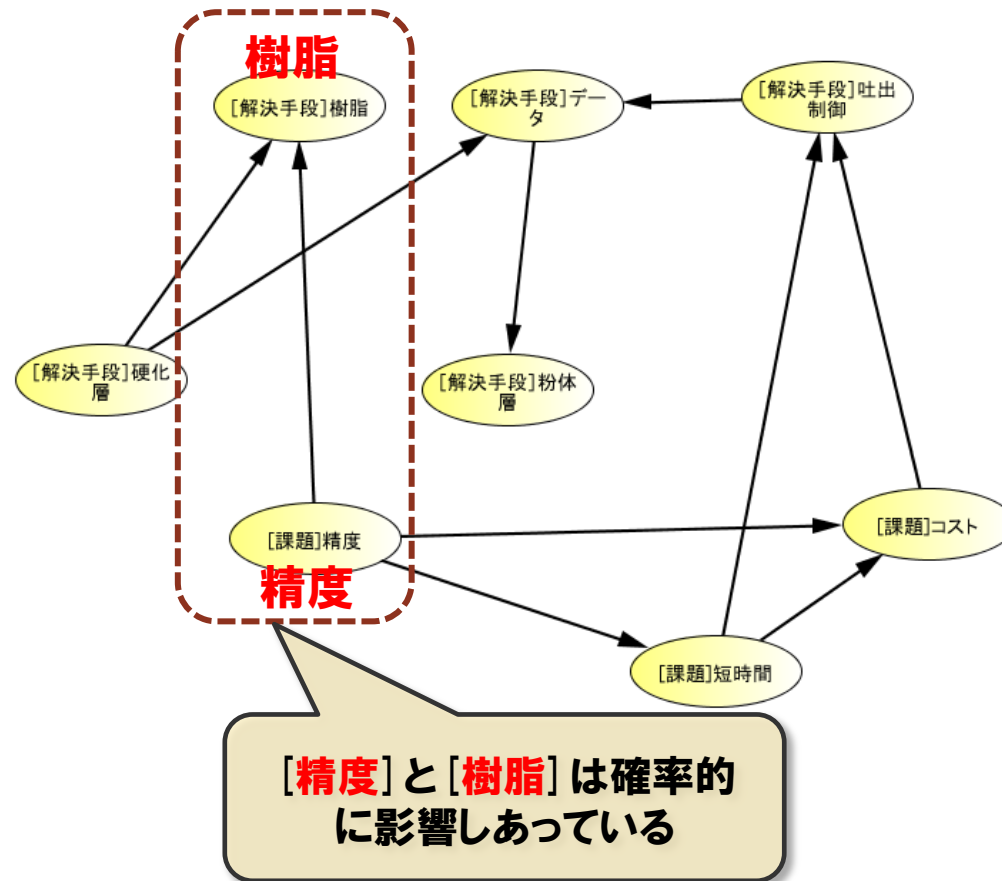 樹脂
[解決手段]樹脂
[解決手段]デー
タ
[解決手段]吐出
制御
[解決手段]硬化
層
[解決手段]粉体
層
[課題]精度
精度
[課題]コスト
[課題]短時間
[精度]と[樹脂]は確率的
に影響しあっている